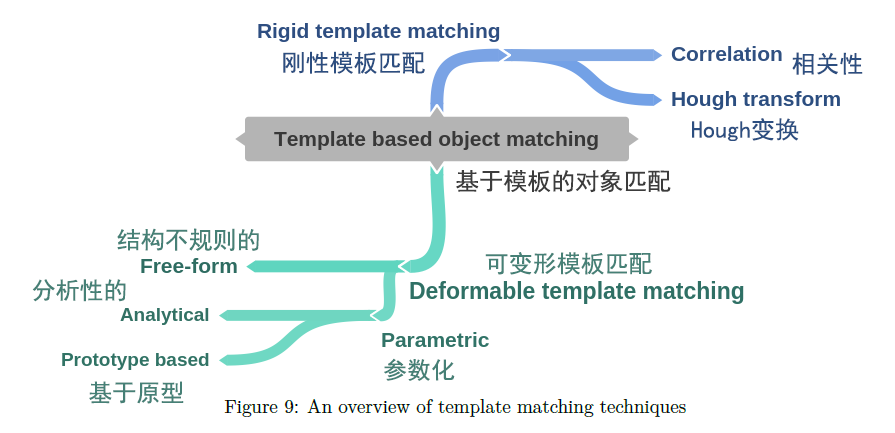 Rigid template matching
刚性模板匹配
Correlation
相关性
Hough transform
Hough变换
Template based object matching
基于模板的对象匹配
结构不规则的
Free-form
可变形模板匹配
Deformable template matching
分析性的
Analytical
Parametric
参数化
Prototype based
基于原型
Figure 9: An overview of template matching techniques